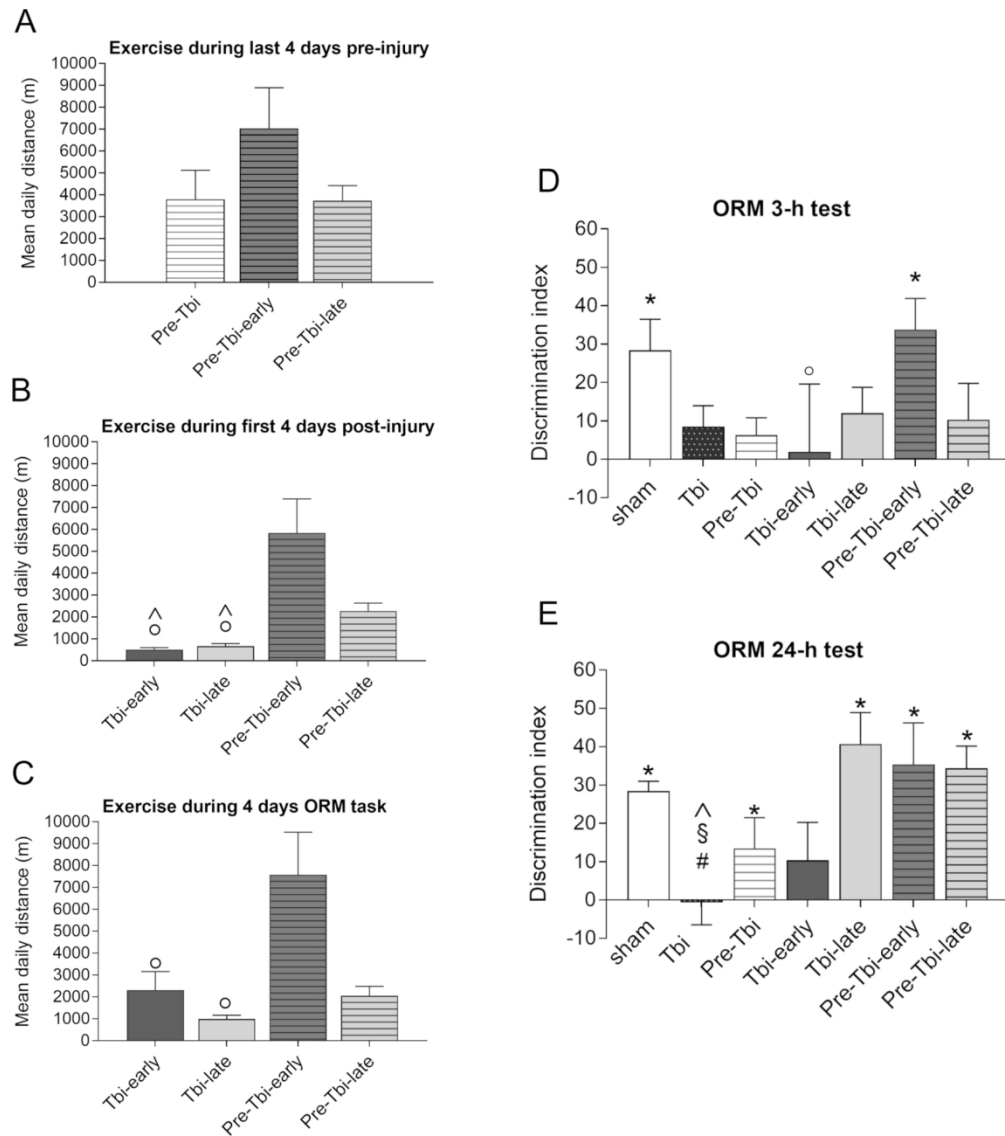 A
Exercise during last 4 days pre-injury
Mean daily distance (m)
10000
9000
8000
7000
6000
5000
4000
3000
2000
1000
0
Pre-Tbi
Pre-Tbi-early
Pre-Tbi-late
B
Exercise during first 4 days post-injury
Mean daily distance (m)
10000
9000
8000
7000
6000
5000
4000
3000
2000
1000
0
^
^
Tbi-early
Tbi-late
Pre-Tbi-early
Pre-Tbi-late
C
Exercise during 4 days ORM task
Mean daily distance (m)
10000
9000
8000
7000
6000
5000
4000
3000
2000
1000
0
Tbi-early
Tbi-late
Pre-Tbi-early
Pre-Tbi-late
D
ORM 3-h test
Discrimination index
60
50
40
30
20
10
0
-10
*
*
sham
Tbi
Pre-Tbi
Tbi-early
Tbi-late
Pre-Tbi-early
Pre-Tbi-late
E
ORM 24-h test
Discrimination index
60
50
40
30
20
10
0
-10
*
^
§
#
*
*
*
*
sham
Tbi
Pre-Tbi
Tbi-early
Tbi-late
Pre-Tbi-early
Pre-Tbi-late